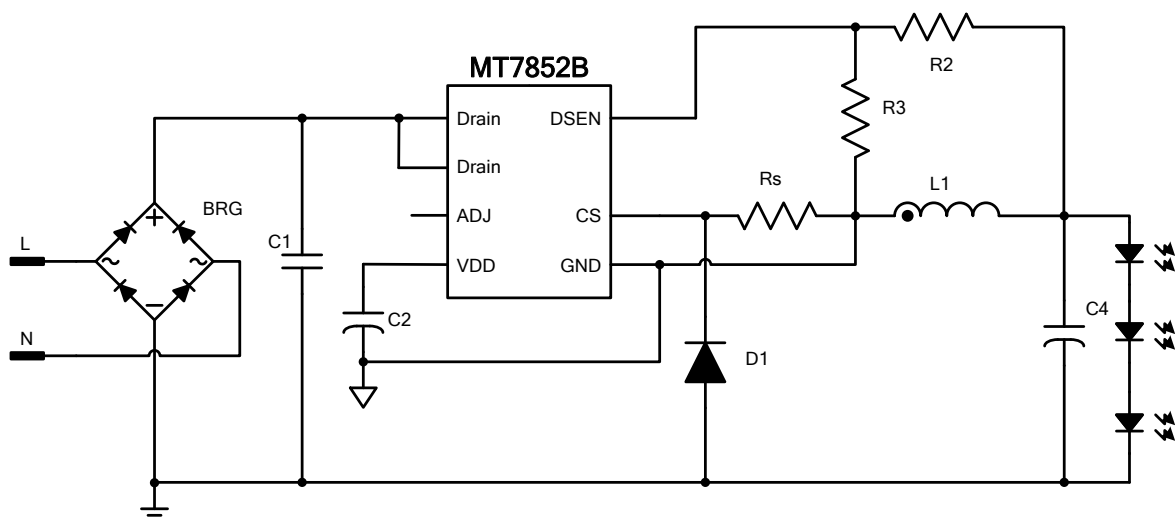 MT7852B
R2
Drain
DSEN
R3
Drain
Rs
L1
BRG
ADJ
CS
L
C1
VDD
GND
C2
C4
N
D1